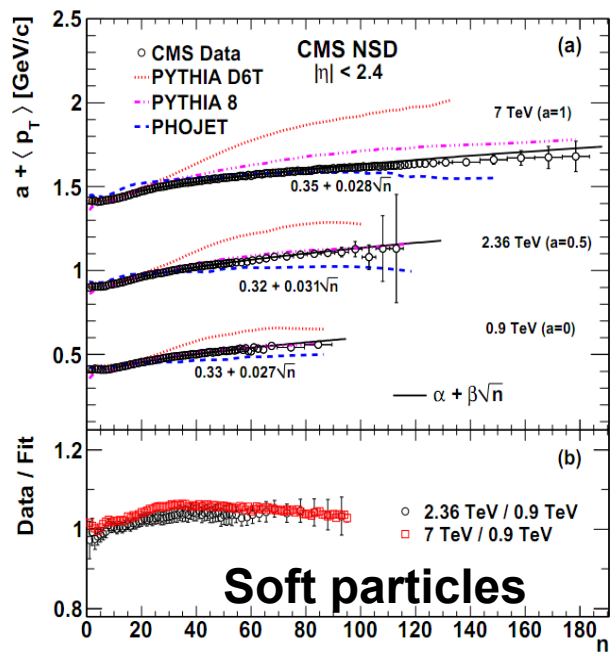 a + ⟨ p_T ⟩ [GeV/c]
2.5
2
1.5
1
0.5
CMS Data
PYTHIA D6T
PYTHIA 8
PHOJET
CMS NSD
|η| < 2.4
(a)
7 TeV (a=1)
0.35 + 0.028√n
2.36 TeV (a=0.5)
0.32 + 0.031√n
0.9 TeV (a=0)
0.33 + 0.027√n
α + β√n
Data / Fit
1.2
1
0.8
(b)
2.36 TeV / 0.9 TeV
7 TeV / 0.9 TeV
Soft particles
0 20 40 60 80 100 120 140 160 180
n